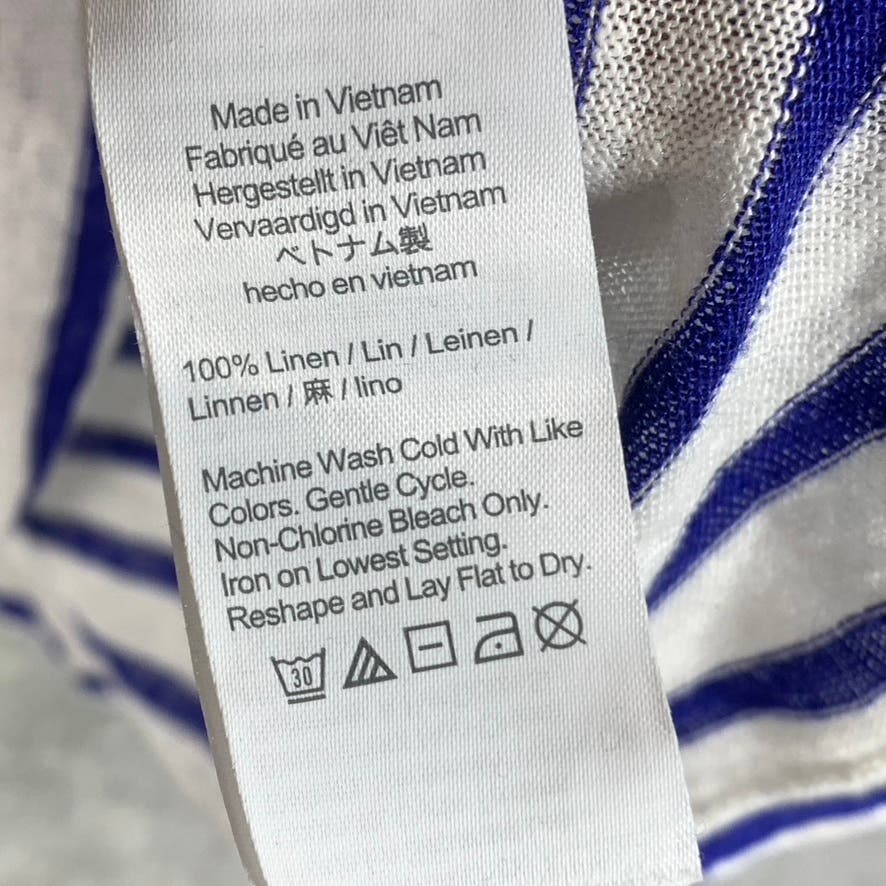 Made in Vietnam
Fabriqué au Viêt Nam
Hergestellt in Vietnam
Vervaardigd in Vietnam
ベトナム製
hecho en vietnam
100% Linen / Lin / Leinen /
Linnen / 麻 / lino
Machine Wash Cold With Like
Colors. Gentle Cycle.
Non-Chlorine Bleach Only.
Iron on Lowest Setting.
Reshape and Lay Flat to Dry.
30